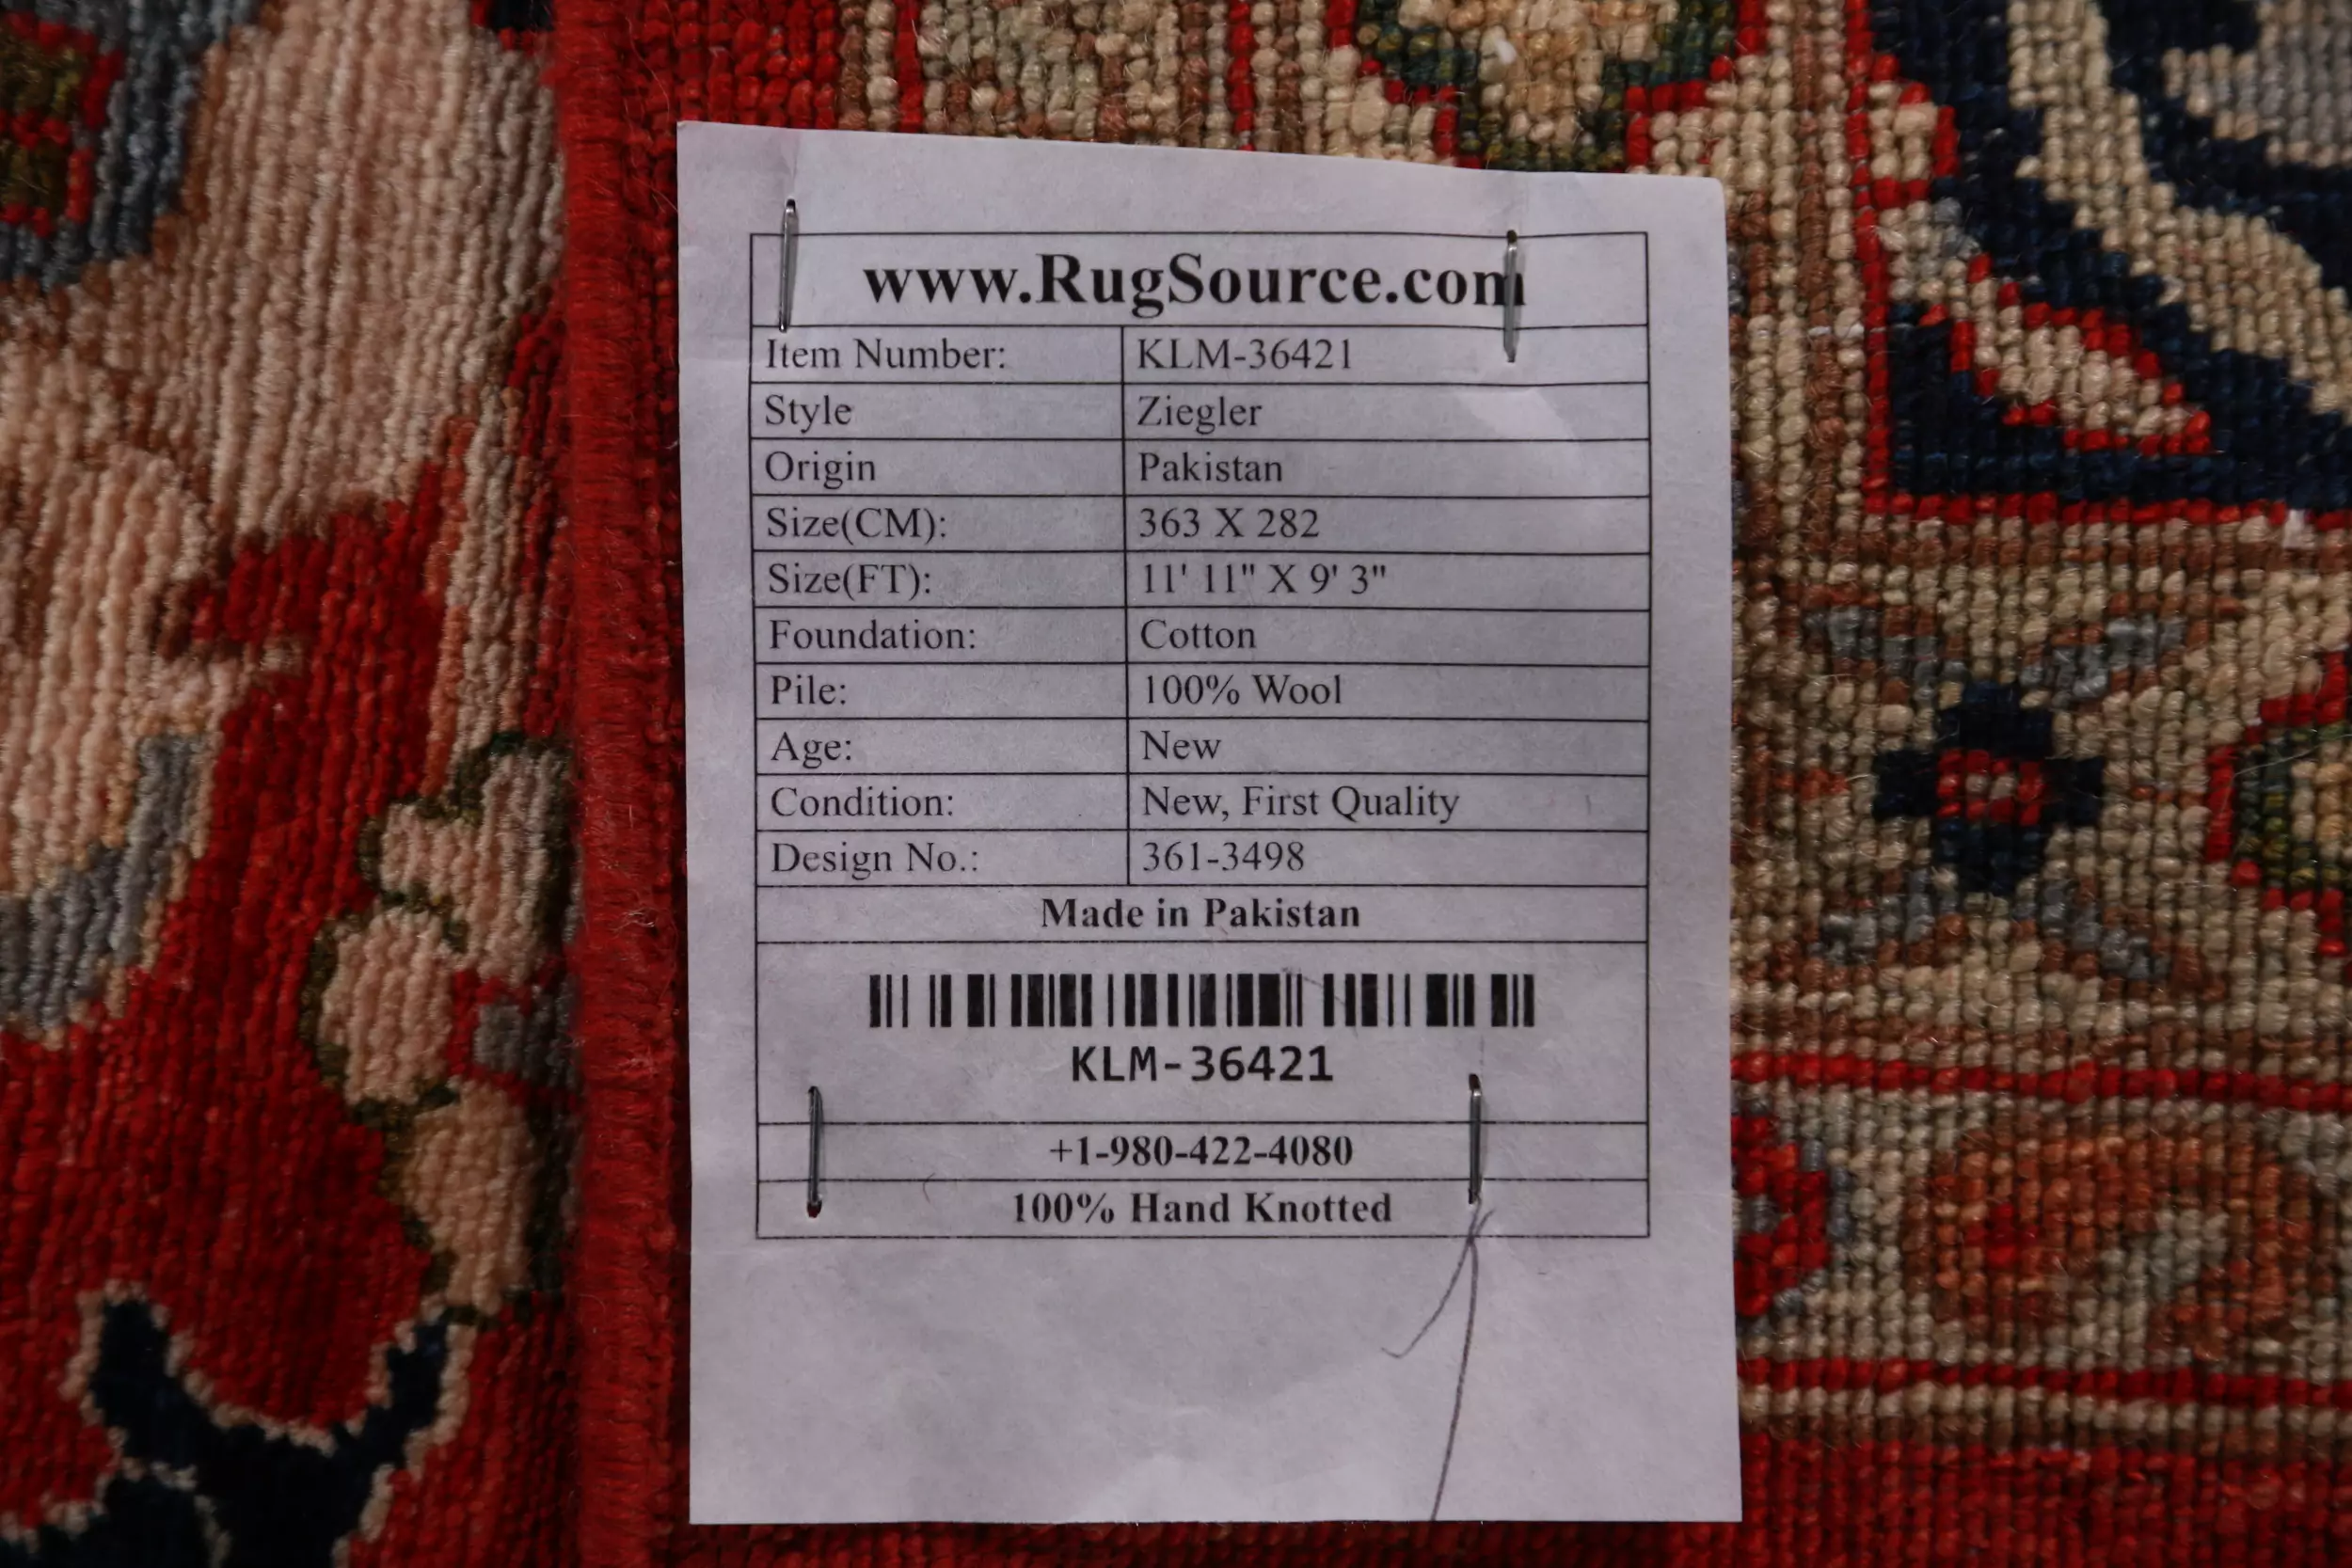 www.RugSource.com
Item Number: KLM-36421
Style Ziegler
Origin Pakistan
Size(CM): 363 X 282
Size(FT): 11' 11" X 9' 3"
Foundation: Cotton
Pile: 100% Wool
Age: New
Condition: New, First Quality
Design No.: 361-3498
Made in Pakistan
KLM-36421
+1-980-422-4080
100% Hand Knotted